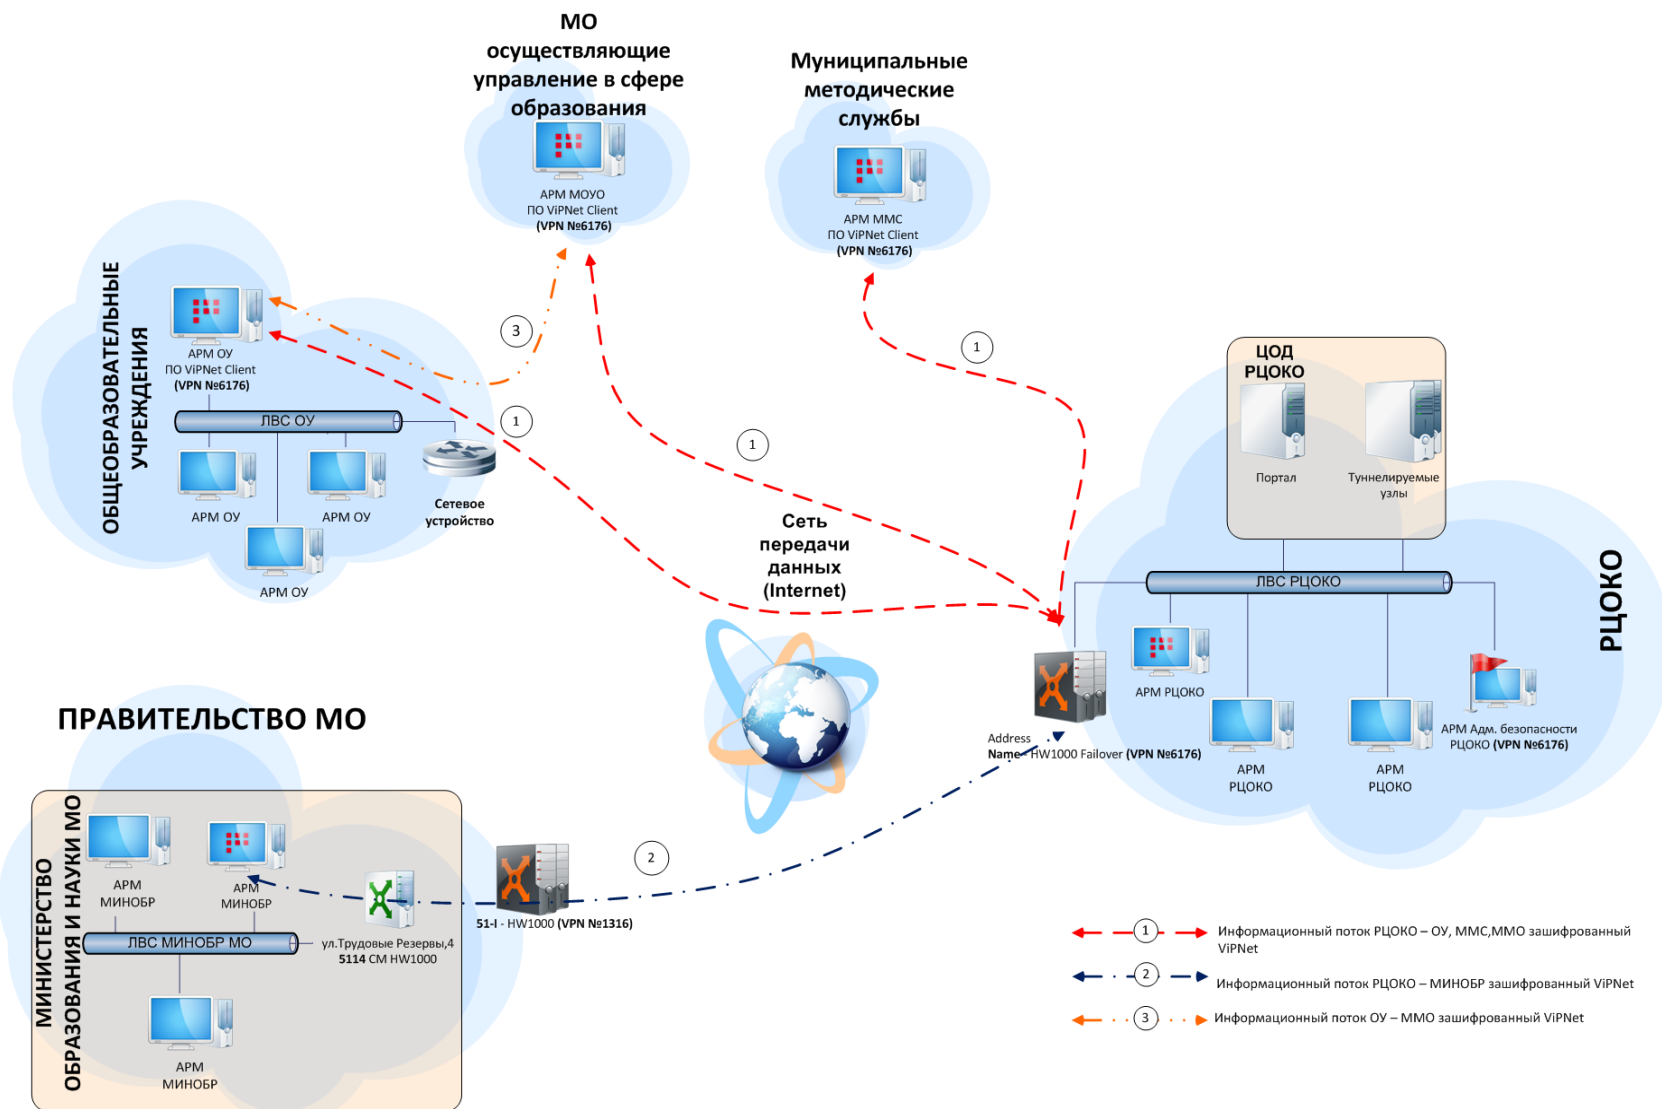 МО
осуществляющие
управление в сфере
образования
АРМ МОУО
ПО ViPNet Client
(VPN №6176)
Муниципальные
методические
службы
АРМ ММС
ПО ViPNet Client
(VPN №6176)
ОБЩЕОБРАЗОВАТЕЛЬНЫЕ
УЧРЕЖДЕНИЯ
АРМ ОУ
ПО ViPNet Client
(VPN №6176)
ЛВС ОУ
АРМ ОУ
АРМ ОУ
АРМ ОУ
Сетевое
устройство
3
1
1
1
Сеть
передачи
данных
(Internet)
ЦОД
РЦОКО
Портал
Туннелируемые
узлы
ЛВС РЦОКО
РЦОКО
АРМ РЦОКО
АРМ
РЦОКО
АРМ
РЦОКО
АРМ Адм. безопасности
РЦОКО (VPN №6176)
Address
Name - HW1000 Failover (VPN №6176)
ПРАВИТЕЛЬСТВО МО
МИНИСТЕРСТВО
ОБРАЗОВАНИЯ И НАУКИ МО
АРМ
МИНОБР
АРМ
МИНОБР
ЛВС МИНОБР МО
ул.Трудовые Резервы,4
5114 СМ HW1000
АРМ
МИНОБР
51-I - HW1000 (VPN №1316)
2
1
Информационный поток РЦОКО – ОУ, ММС,ММО зашифрованный
ViPNet
2
Информационный поток РЦОКО – МИНОБР зашифрованный ViPNet
3
Информационный поток ОУ – ММО зашифрованный ViPNet